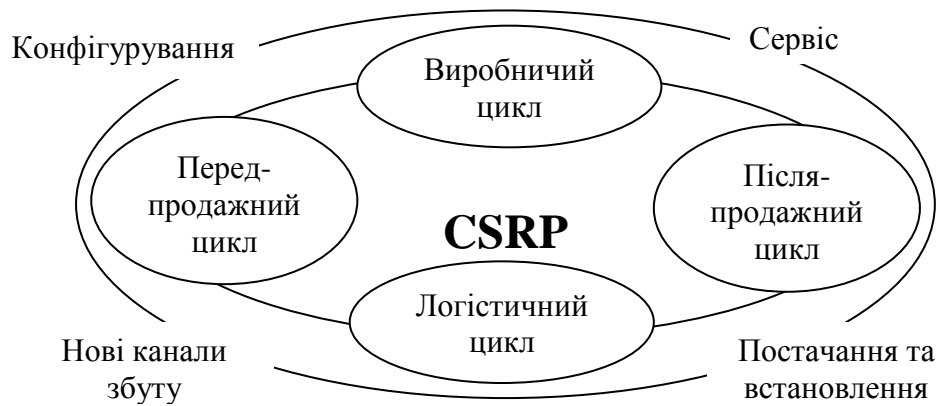 Конфігурування
Сервіс
Виробничий
цикл
Перед-
продажний
цикл
Після-
продажний
цикл
CSRP
Логістичний
цикл
Нові канали
збуту
Постачання та
встановлення